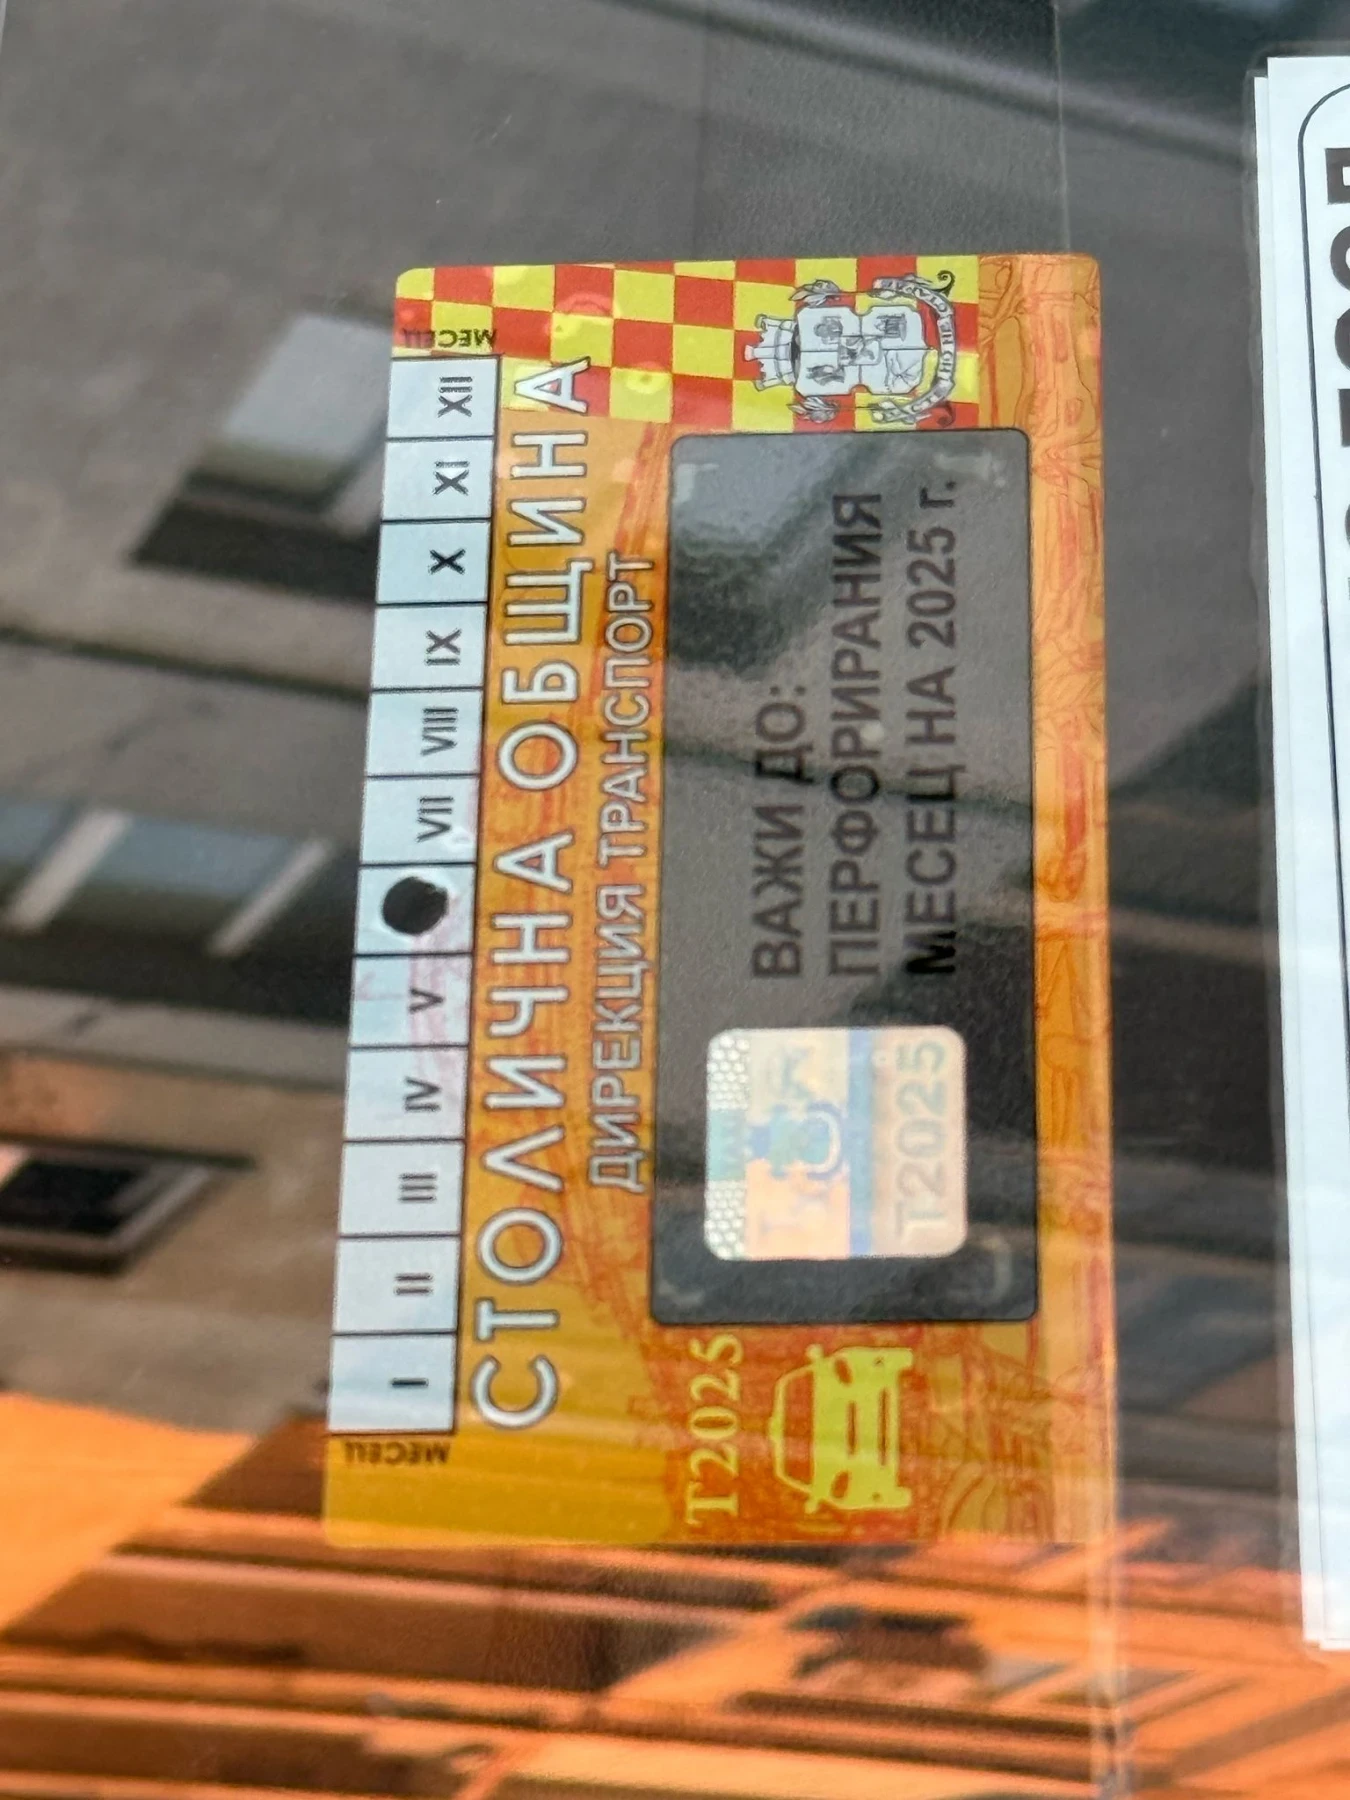 МЕСЕЦ
I II III IV V VII VIII IX X XI XII
МЕСЕЦ
СТОЛИЧНА ОБЩИНА
ДИРЕКЦИЯ ТРАНСПОРТ
T2025
ВАЖИ ДО:
ПЕРФОРИРАНИЯ
МЕСЕЦ НА 2025 г.
T2025